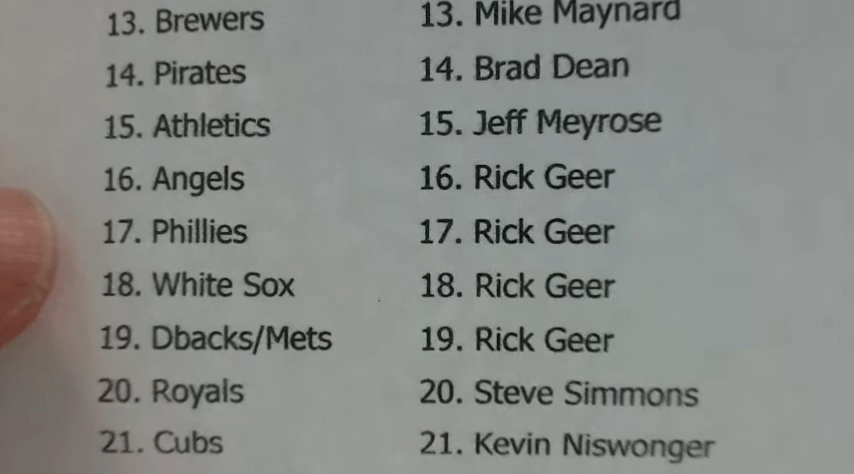 13. Brewers 13. Mike Maynard
14. Pirates 14. Brad Dean
15. Athletics 15. Jeff Meyrose
16. Angels 16. Rick Geer
17. Phillies 17. Rick Geer
18. White Sox 18. Rick Geer
19. Dbacks/Mets 19. Rick Geer
20. Royals 20. Steve Simmons
21. Cubs 21. Kevin Niswonger